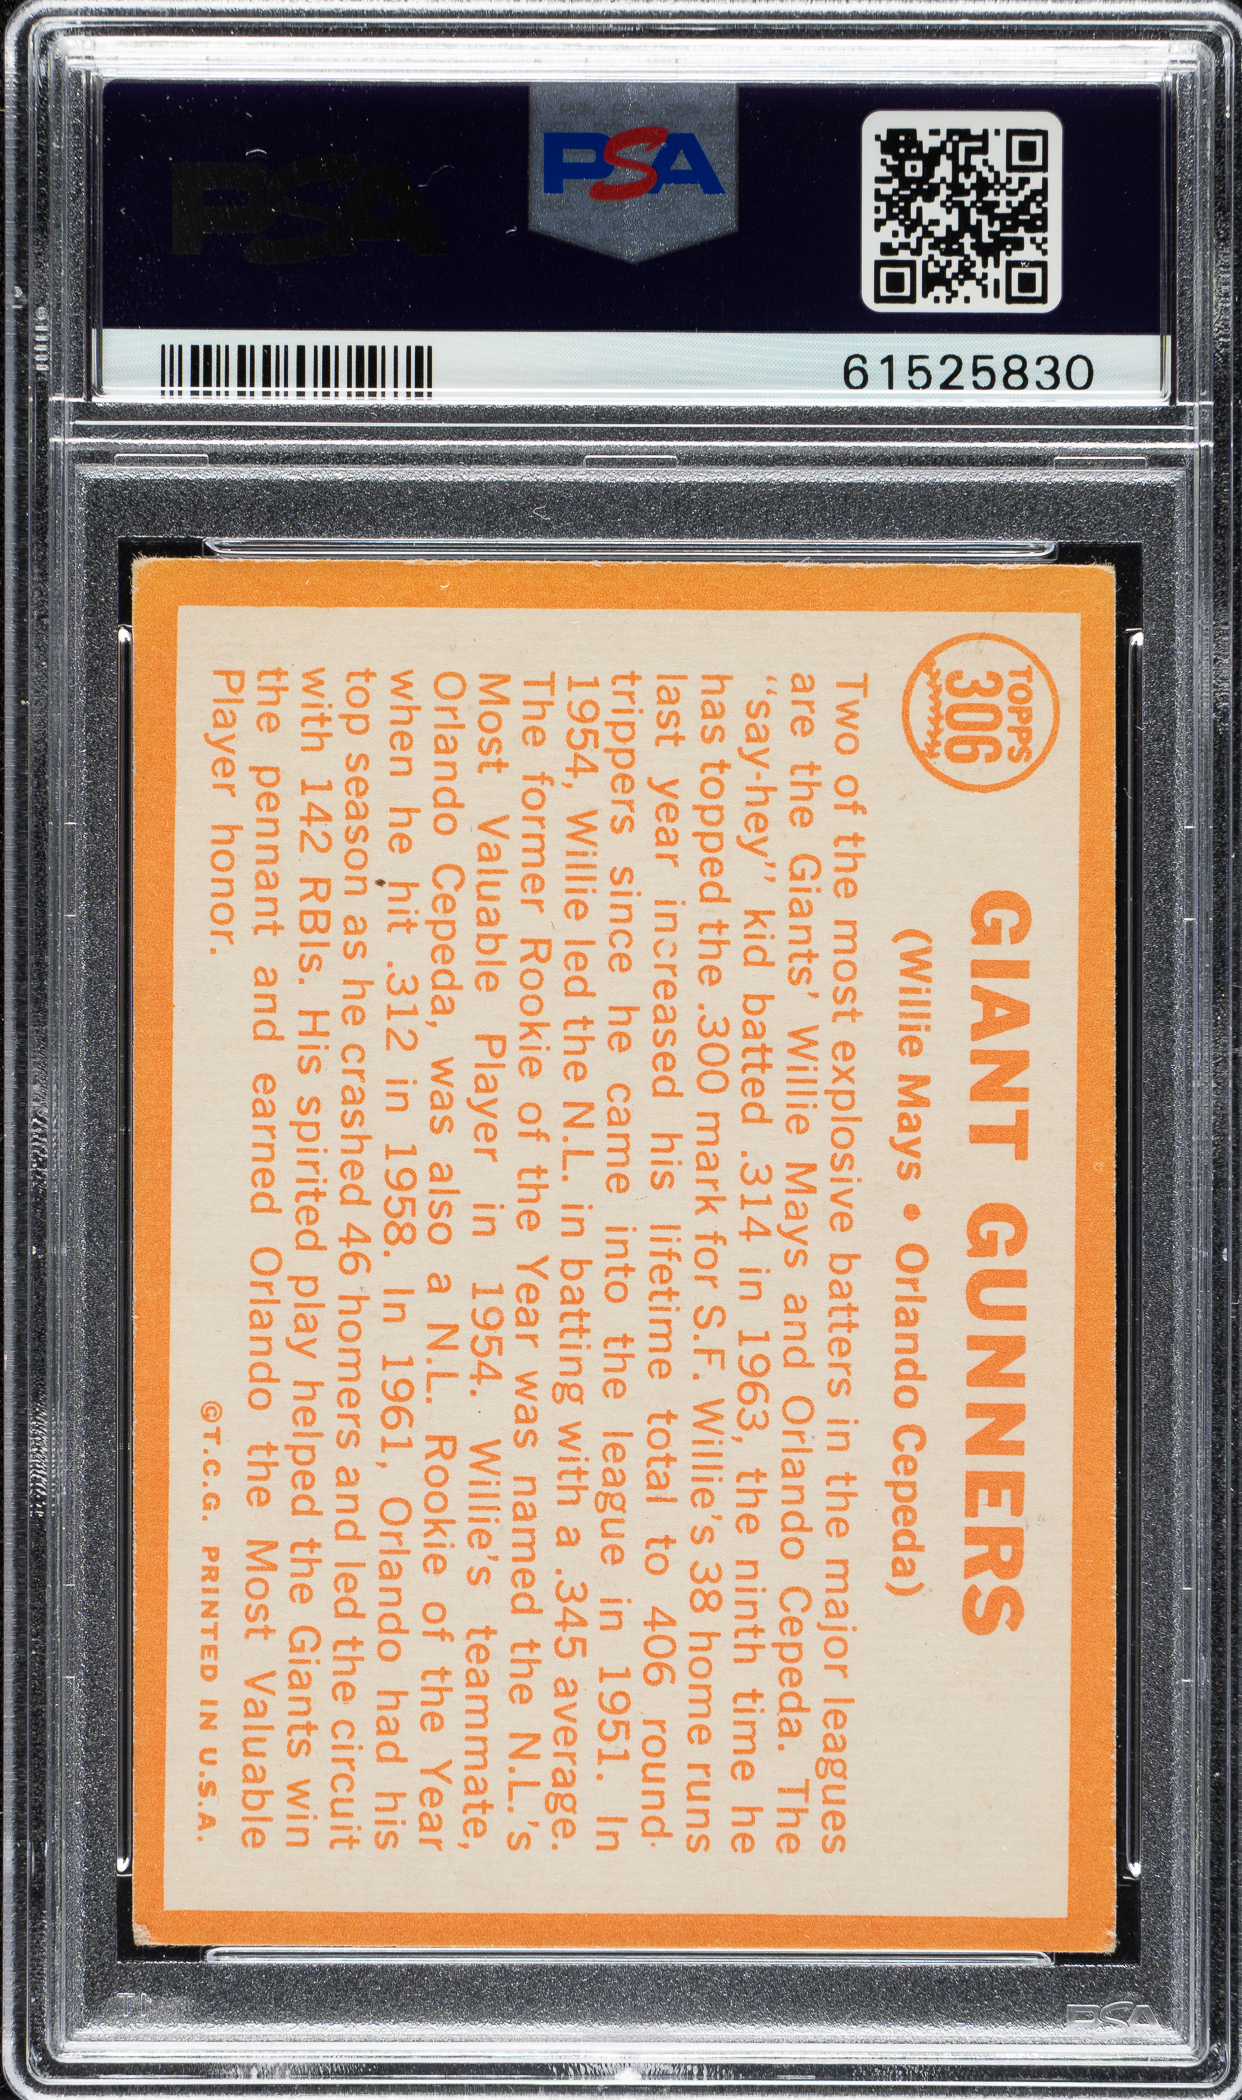 PSA
PSA
61525830
TOPPS
306
GIANT GUNNERS
(Willie Mays • Orlando Cepeda)
Two of the most explosive batters in the major leagues
are the Giants' Willie Mays and Orlando Cepeda. The
"say-hey" kid batted .314 in 1963, the ninth time he
has topped the .300 mark for S.F. Willie's 38 home runs
last year increased his lifetime total to 406 round-
trippers since he came into the league in 1951. In
1954, Willie led the N.L. in batting with a .345 average.
The former Rookie of the Year was named the N.L.'s
Most Valuable Player in 1954. Willie's teammate,
Orlando Cepeda, was also a N.L. Rookie of the Year
when he hit .312 in 1958. In 1961, Orlando had his
top season as he crashed 46 homers and led the circuit
with 142 RBIs. His spirited play helped the Giants win
the pennant and earned Orlando the Most Valuable
Player honor.
©T.C.G. PRINTED IN U.S.A.
PSA